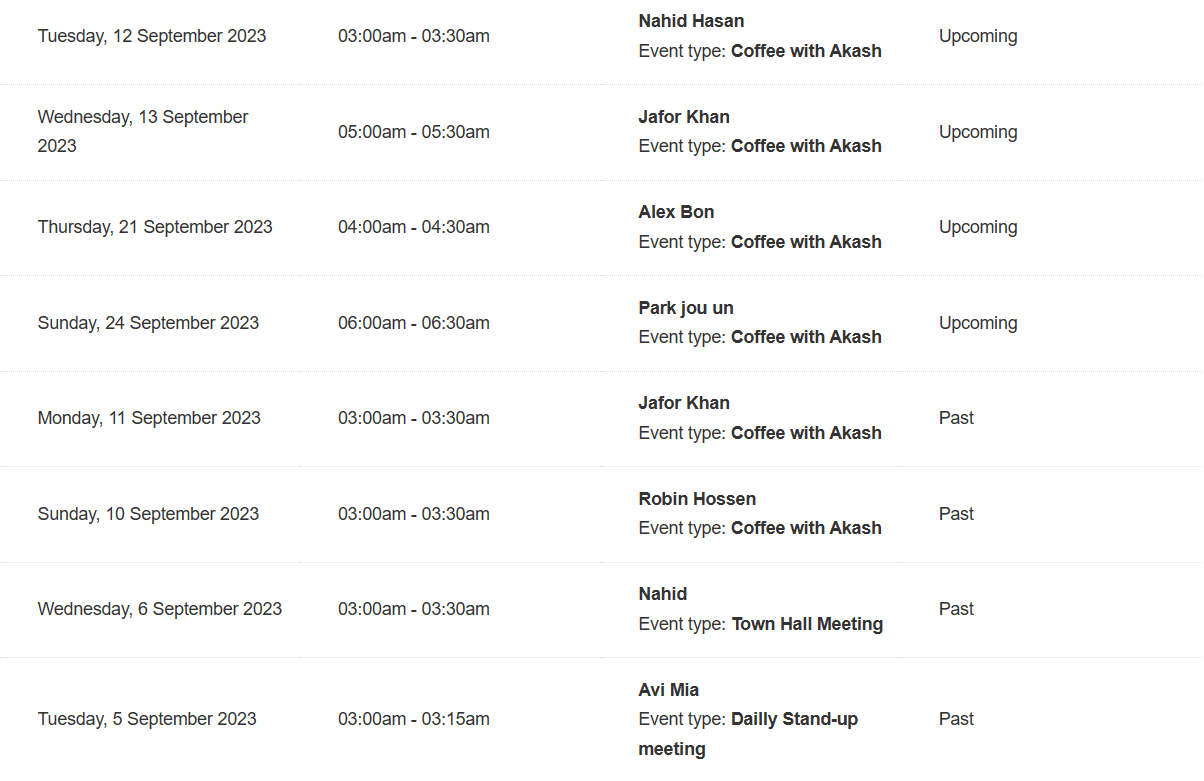 Tuesday, 12 September 2023
03:00am - 03:30am
Nahid Hasan
Event type: Coffee with Akash
Upcoming
Wednesday, 13 September
2023
05:00am - 05:30am
Jafor Khan
Event type: Coffee with Akash
Upcoming
Thursday, 21 September 2023
04:00am - 04:30am
Alex Bon
Event type: Coffee with Akash
Upcoming
Sunday, 24 September 2023
06:00am - 06:30am
Park jou un
Event type: Coffee with Akash
Upcoming
Monday, 11 September 2023
03:00am - 03:30am
Jafor Khan
Event type: Coffee with Akash
Past
Sunday, 10 September 2023
03:00am - 03:30am
Robin Hossen
Event type: Coffee with Akash
Past
Wednesday, 6 September 2023
03:00am - 03:30am
Nahid
Event type: Town Hall Meeting
Past
Tuesday, 5 September 2023
03:00am - 03:15am
Avi Mia
Event type: Dailly Stand-up
meeting
Past